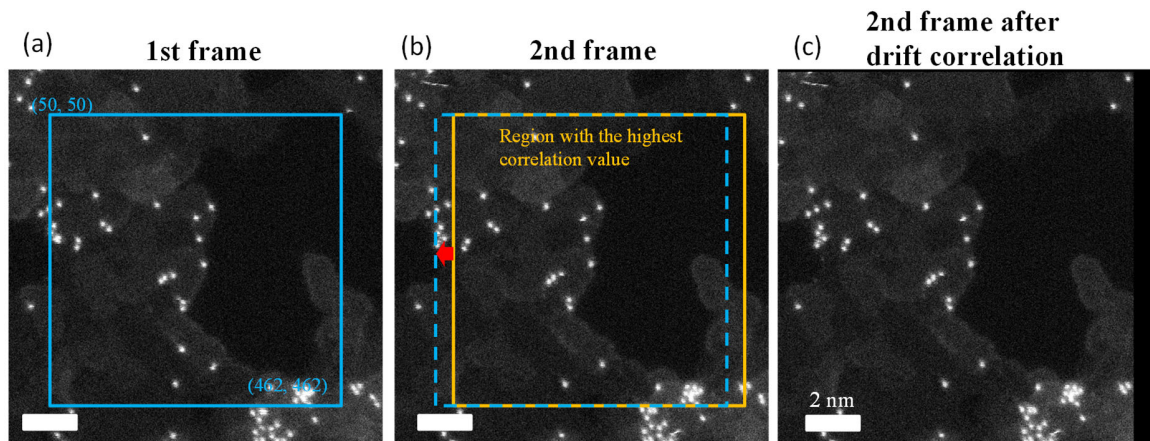 (a)
1st frame
(50, 50)
(462, 462)
(b)
2nd frame
Region with the highest
correlation value
(c)
2nd frame after
drift correlation
2 nm